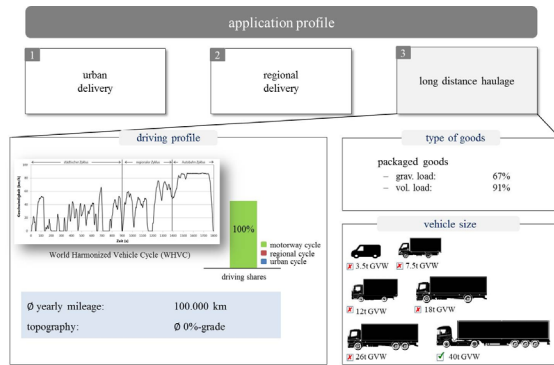 application profile
1
urban
delivery
2
regional
delivery
3
long distance haulage
driving profile
World Harmonized Vehicle Cycle (WHVC)
100%
motorway cycle
regional cycle
urban cycle
driving shares
Ø yearly mileage: 100.000 km
topography: Ø 0%-grade
type of goods
packaged goods
– grav. load: 67%
– vol. load: 91%
vehicle size
3.5t GVW 7.5t GVW
12t GVW 18t GVW
26t GVW 40t GVW